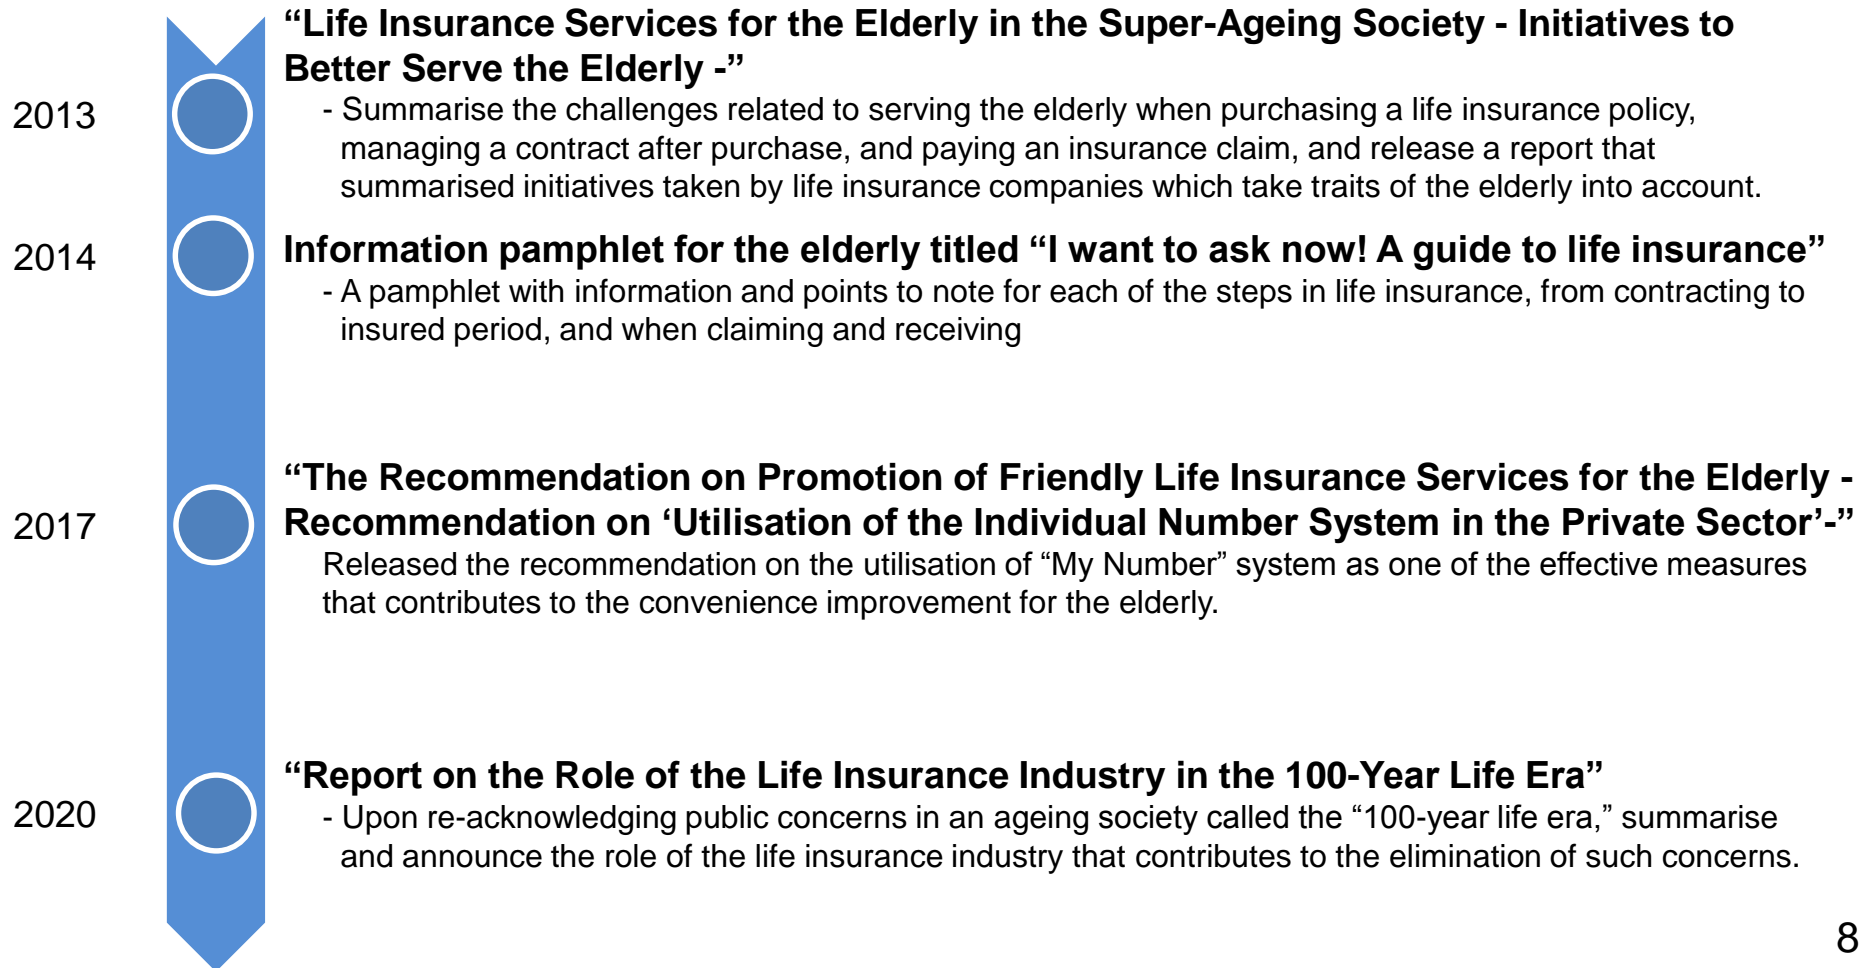 “Life Insurance Services for the Elderly in the Super-Ageing Society - Initiatives to
Better Serve the Elderly -”
2013
- Summarise the challenges related to serving the elderly when purchasing a life insurance policy,
managing a contract after purchase, and paying an insurance claim, and release a report that
summarised initiatives taken by life insurance companies which take traits of the elderly into account.
2014
Information pamphlet for the elderly titled “I want to ask now! A guide to life insurance”
- A pamphlet with information and points to note for each of the steps in life insurance, from contracting to
insured period, and when claiming and receiving
“The Recommendation on Promotion of Friendly Life Insurance Services for the Elderly -
2017
Recommendation on ‘Utilisation of the Individual Number System in the Private Sector’-”
Released the recommendation on the utilisation of “My Number” system as one of the effective measures
that contributes to the convenience improvement for the elderly.
“Report on the Role of the Life Insurance Industry in the 100-Year Life Era”
2020
- Upon re-acknowledging public concerns in an ageing society called the “100-year life era,” summarise
and announce the role of the life insurance industry that contributes to the elimination of such concerns.
8